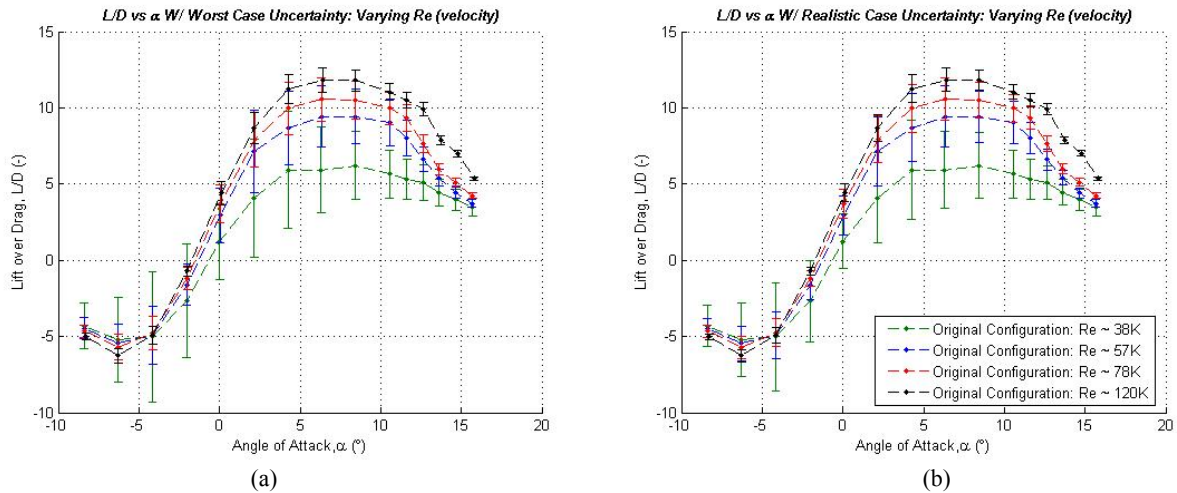 L/D vs α W/ Worst Case Uncertainty: Varying Re (velocity)
15
10
5
0
-5
-10
Lift over Drag, L/D (-)
-10
-5
0
5
10
15
20
Angle of Attack,α (°)
(a)
L/D vs α W/ Realistic Case Uncertainty: Varying Re (velocity)
15
10
5
0
-5
-10
Lift over Drag, L/D (-)
Original Configuration: Re ~ 38K
Original Configuration: Re ~ 57K
Original Configuration: Re ~ 78K
Original Configuration: Re ~ 120K
-10
-5
0
5
10
15
20
Angle of Attack,α (°)
(b)